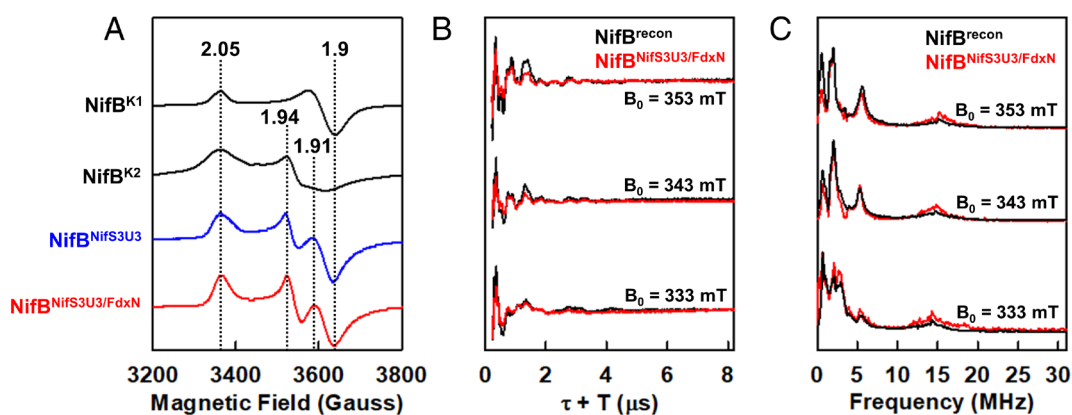 A
2.05
1.9
1.94
1.91
NifB^K1
NifB^K2
NifB^NifS3U3
NifB^NifS3U3/FdxN
3200 3400 3600 3800
Magnetic Field (Gauss)
B
NifB^recon
NifB^NifS3U3/FdxN
B₀ = 353 mT
B₀ = 343 mT
B₀ = 333 mT
0 2 4 6 8
τ + T (μs)
C
NifB^recon
NifB^NifS3U3/FdxN
B₀ = 353 mT
B₀ = 343 mT
B₀ = 333 mT
0 5 10 15 20 25 30
Frequency (MHz)